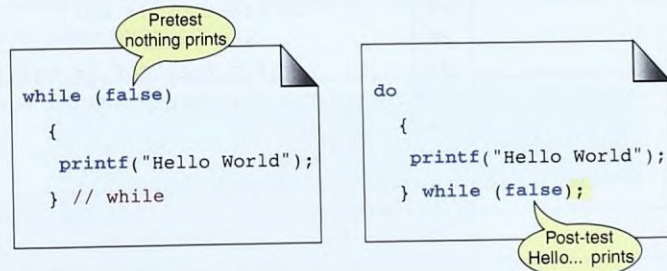 Pretest
nothing prints
while (false)
{
printf("Hello World");
} // while
do
{
printf("Hello World");
} while (false);
Post-test
Hello... prints